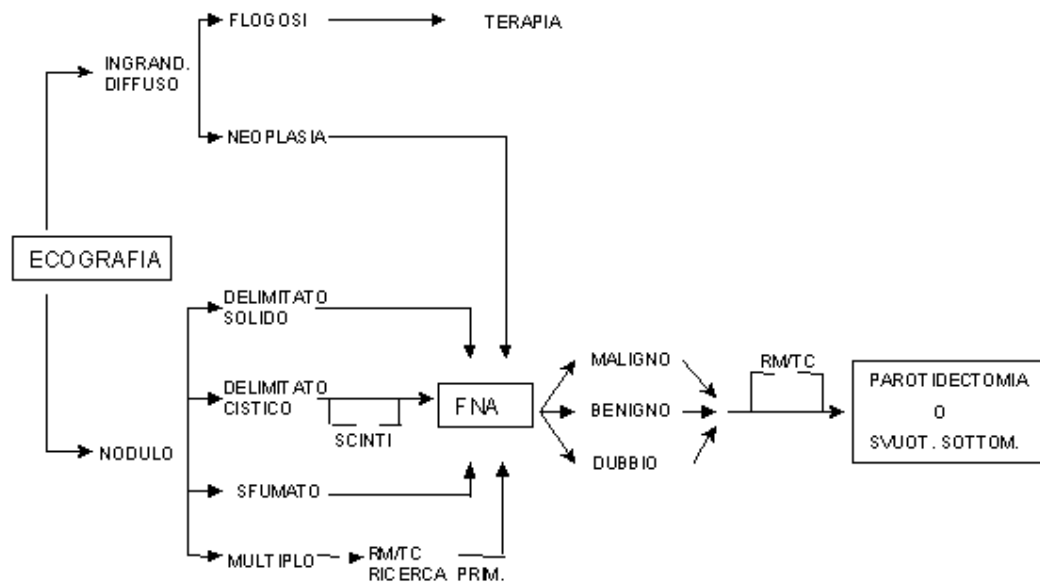 FLOGOSI
TERAPIA
INGRAND.
DIFFUSO
NEOPLASIA
ECOGRAFIA
DELIMITATO
SOLIDO
DELIMITATO
CISTICO
SCINTI
FNA
MALIGNO
BENIGNO
DUBBIO
RM/TC
PAROTIDECTOMIA
O
SVUOT. SOTTOM.
NODULO
SFUMATO
MULTIPLO
RM/TC
RICERCA PRIM.